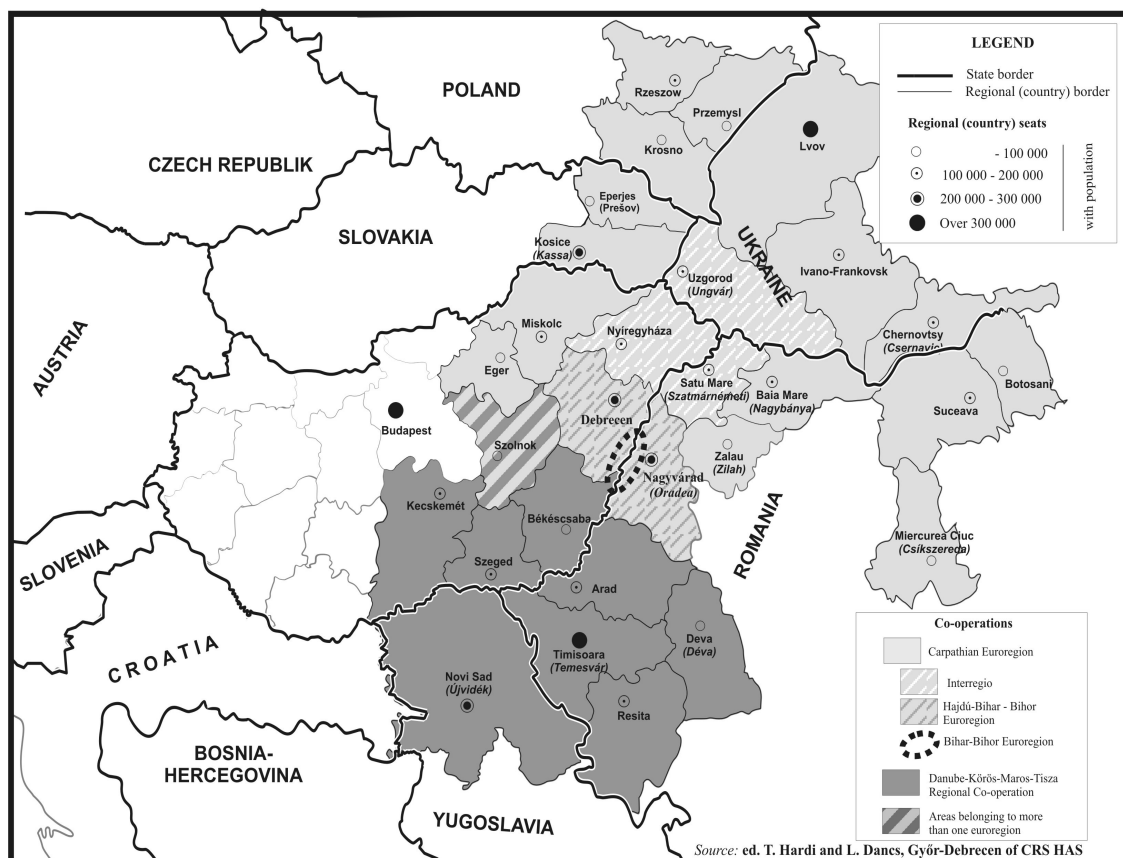 POLAND
CZECH REPUBLIK
SLOVAKIA
AUSTRIA
SLOVENIA
CROATIA
BOSNIA-
HERCEGOVINA
YUGOSLAVIA
ROMANIA
UKRAINE
Rzeszow
Przemysl
Krosno
Lvov
Eperjes
(Prešov)
Kosice
(Kassa)
Uzgorod
(Ungvár)
Ivano-Frankovsk
Chernovtsy
(Csernavic)
Botosani
Suceava
Miercurea Ciuc
(Csíkszereda)
Miskolc
Nyíregyháza
Eger
Satu Mare
(Szatmárnémeti)
Baia Mare
(Nagybánya)
Zalau
(Zilah)
Budapest
Debrecen
Szolnok
Nagyvárad
(Oradea)
Kecskemét
Békéscsaba
Szeged
Arad
Deva
(Déva)
Timisoara
(Temesvár)
Novi Sad
(Újvidék)
Resita
LEGEND
State border
Regional (country) border
Regional (country) seats
- 100 000
100 000 - 200 000
200 000 - 300 000
Over 300 000
with population
Co-operations
Carpathian Euroregion
Interregio
Hajdú-Bihar - Bihor
Euroregion
Bihar-Bihor Euroregion
Danube-Körös-Maros-Tisza
Regional Co-operation
Areas belonging to more
than one euroregion
Source: ed. T. Hardi and L. Dancs, Győr-Debrecen of CRS HAS